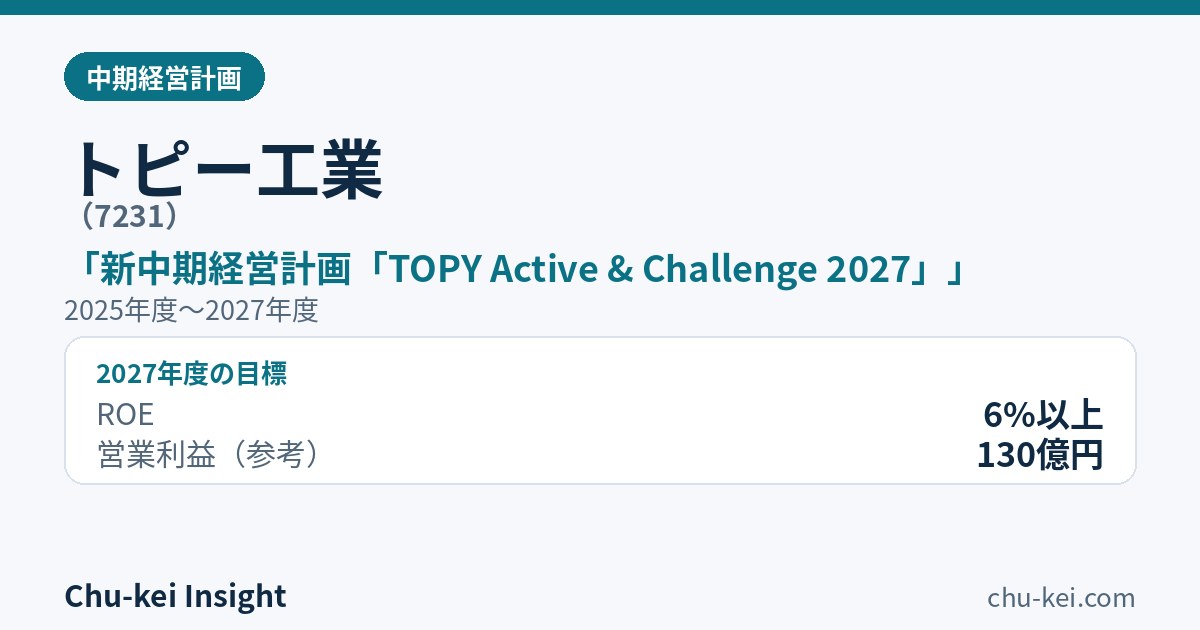 中期経営計画
トピー工業
（7231）
「新中期経営計画「TOPY Active & Challenge 2027」」
2025年度～2027年度
2027年度の目標
ROE 6%以上
営業利益（参考） 130億円
Chu-kei Insight chu-kei.com